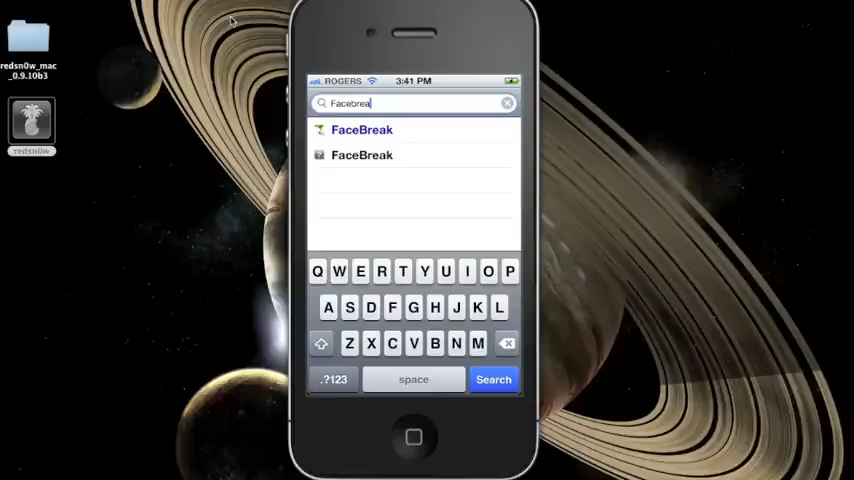 redsn0w_mac
_0.9.10b3
redsn0w
ROGERS 3:41 PM
Facebrea
FaceBreak
FaceBreak
Q W E R T Y U I O P
A S D F G H J K L
Z X C V B N M
.?123 space Search